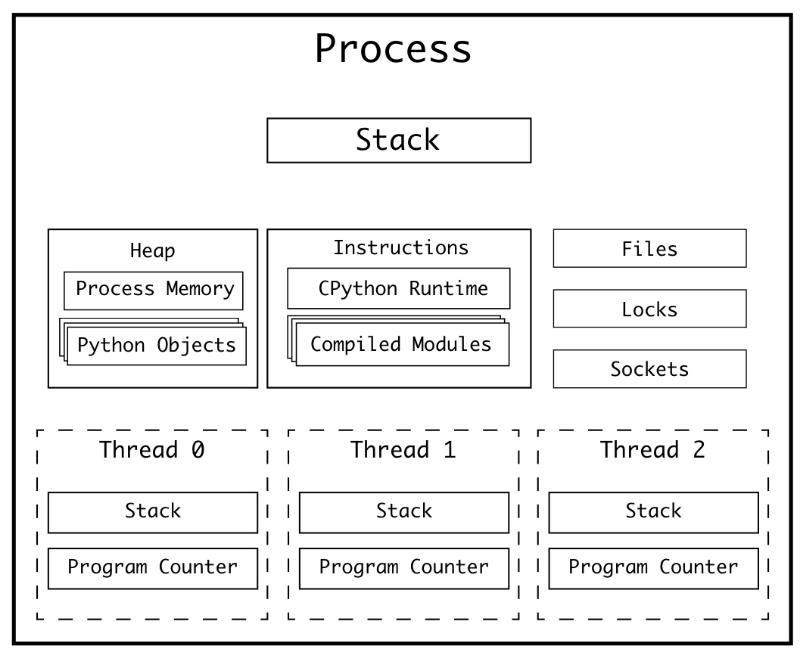 Process
Stack
Heap
Process Memory
Python Objects
Instructions
CPython Runtime
Compiled Modules
Files
Locks
Sockets
Thread 0
Stack
Program Counter
Thread 1
Stack
Program Counter
Thread 2
Stack
Program Counter